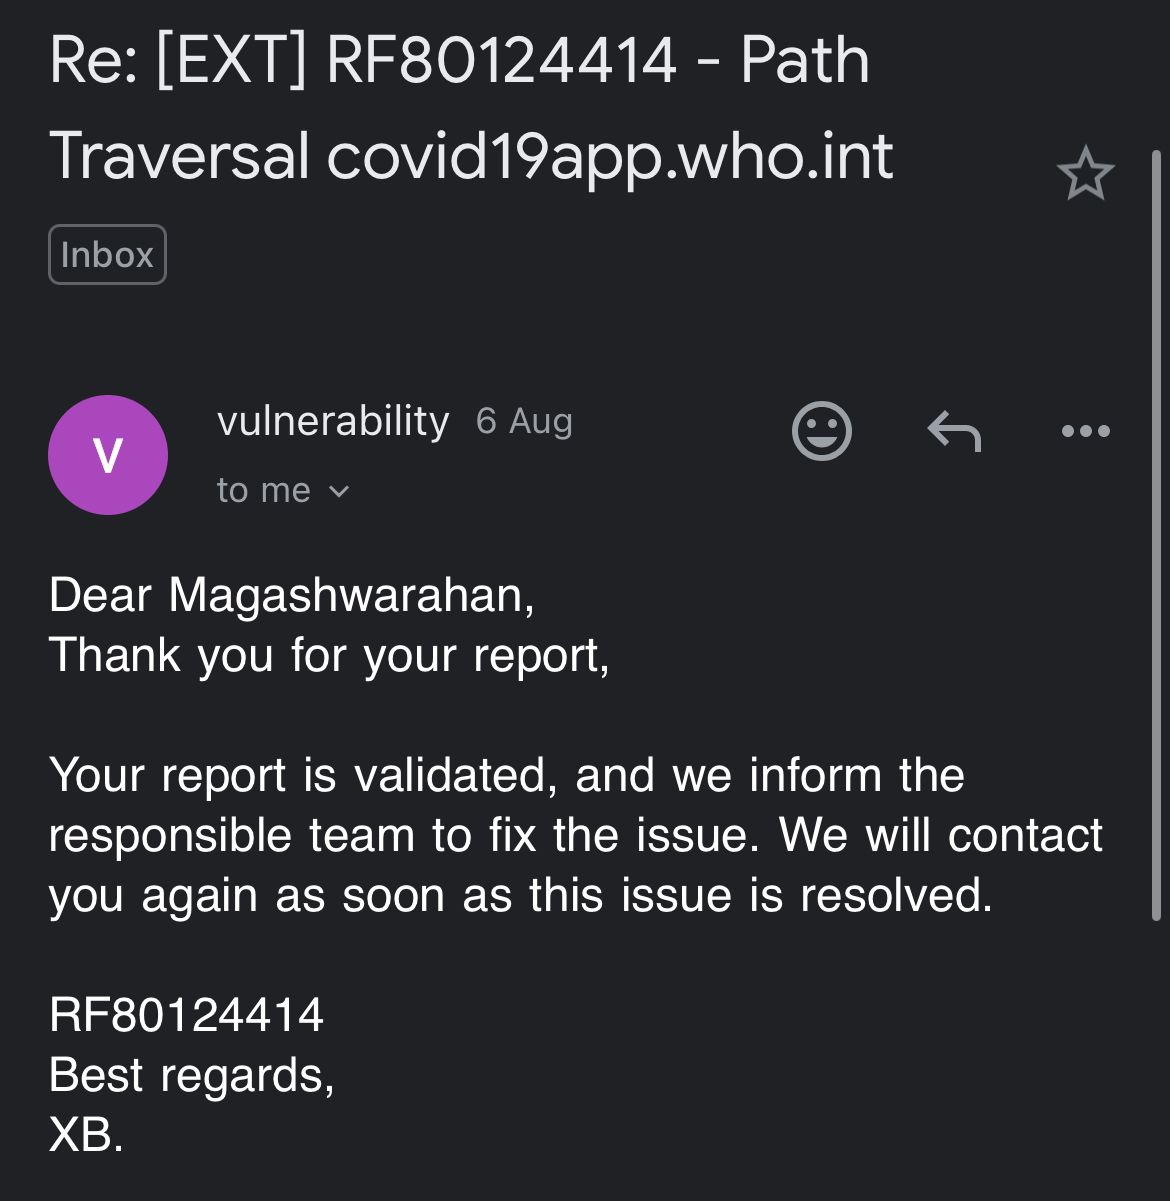 Re: [EXT] RF80124414 - Path
Traversal covid19app.who.int
Inbox
v
vulnerability 6 Aug
to me
Dear Magashwarahan,
Thank you for your report,
Your report is validated, and we inform the
responsible team to fix the issue. We will contact
you again as soon as this issue is resolved.
RF80124414
Best regards,
XB.